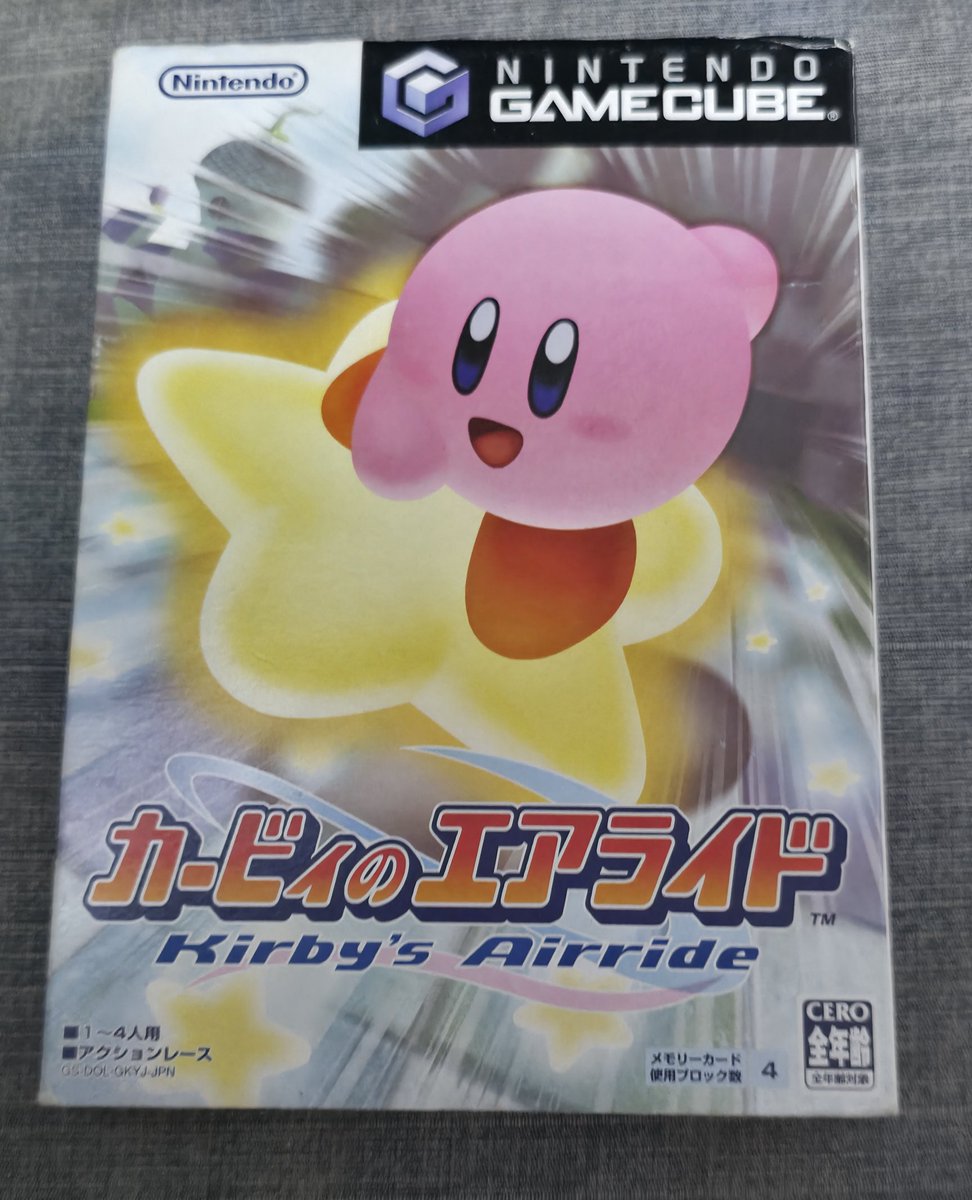 Nintendo®
NINTENDO
GAMECUBE®
カービィのエアライド
TM
Kirby's Airride
■1～4人用
■アクションレース
GS-DOL-GKYJ-JPN
メモリーカード
使用ブロック数 4
CERO
全年齢
全年齢対象